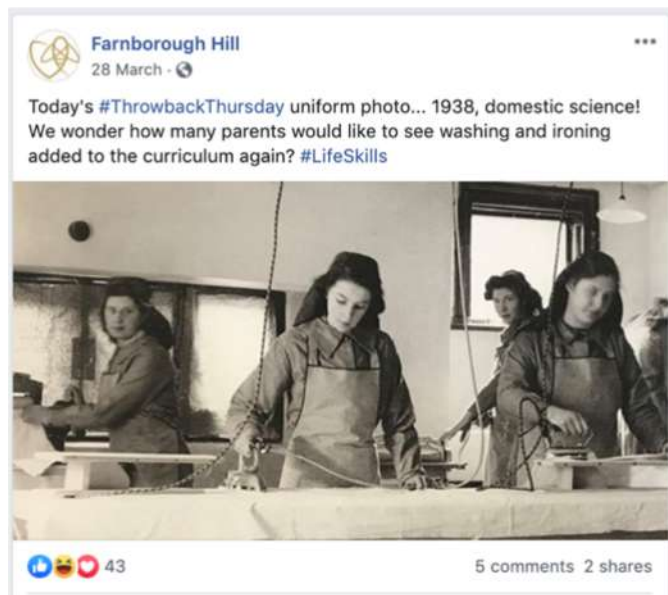 Farnborough Hill
28 March ·
Today's #ThrowbackThursday uniform photo... 1938, domestic science!
We wonder how many parents would like to see washing and ironing
added to the curriculum again? #LifeSkills
43
5 comments 2 shares